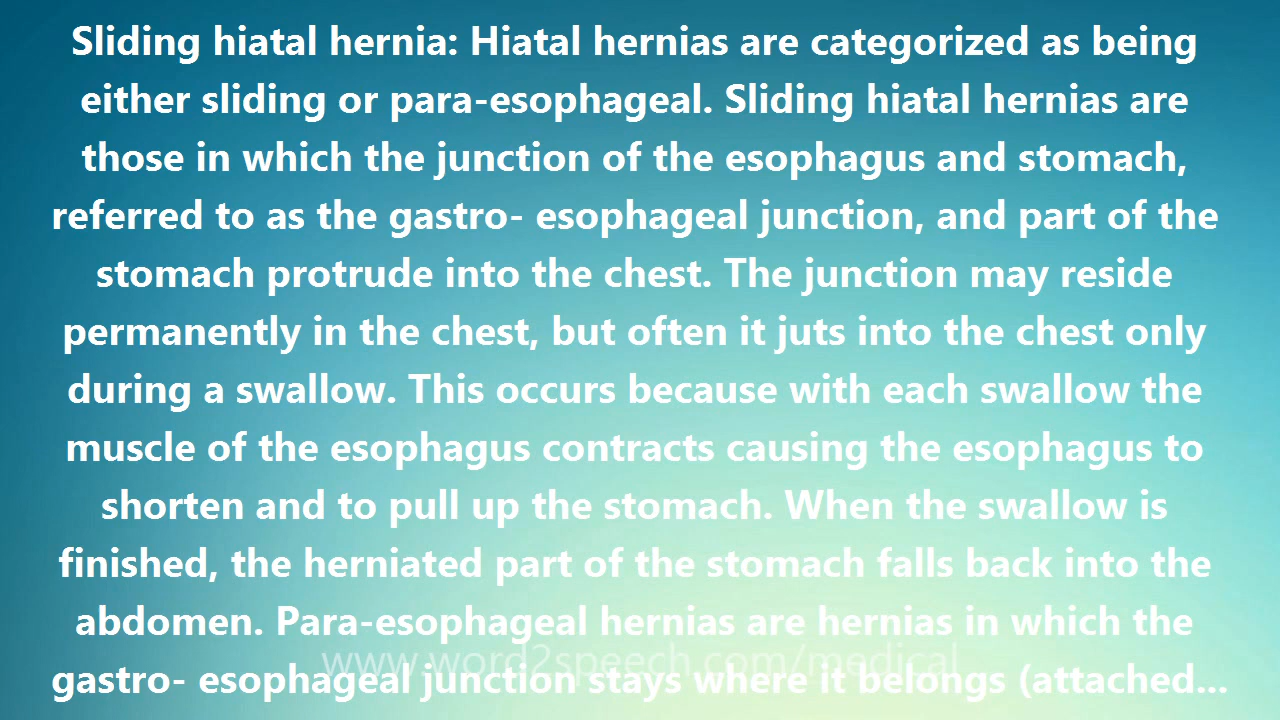 Sliding hiatal hernia: Hiatal hernias are categorized as being
either sliding or para-esophageal. Sliding hiatal hernias are
those in which the junction of the esophagus and stomach,
referred to as the gastro- esophageal junction, and part of the
stomach protrude into the chest. The junction may reside
permanently in the chest, but often it juts into the chest only
during a swallow. This occurs because with each swallow the
muscle of the esophagus contracts causing the esophagus to
shorten and to pull up the stomach. When the swallow is
finished, the herniated part of the stomach falls back into the
abdomen. Para-esophageal hernias are hernias in which the
www.word2speech.com/medical
gastro- esophageal junction stays where it belongs (attached...